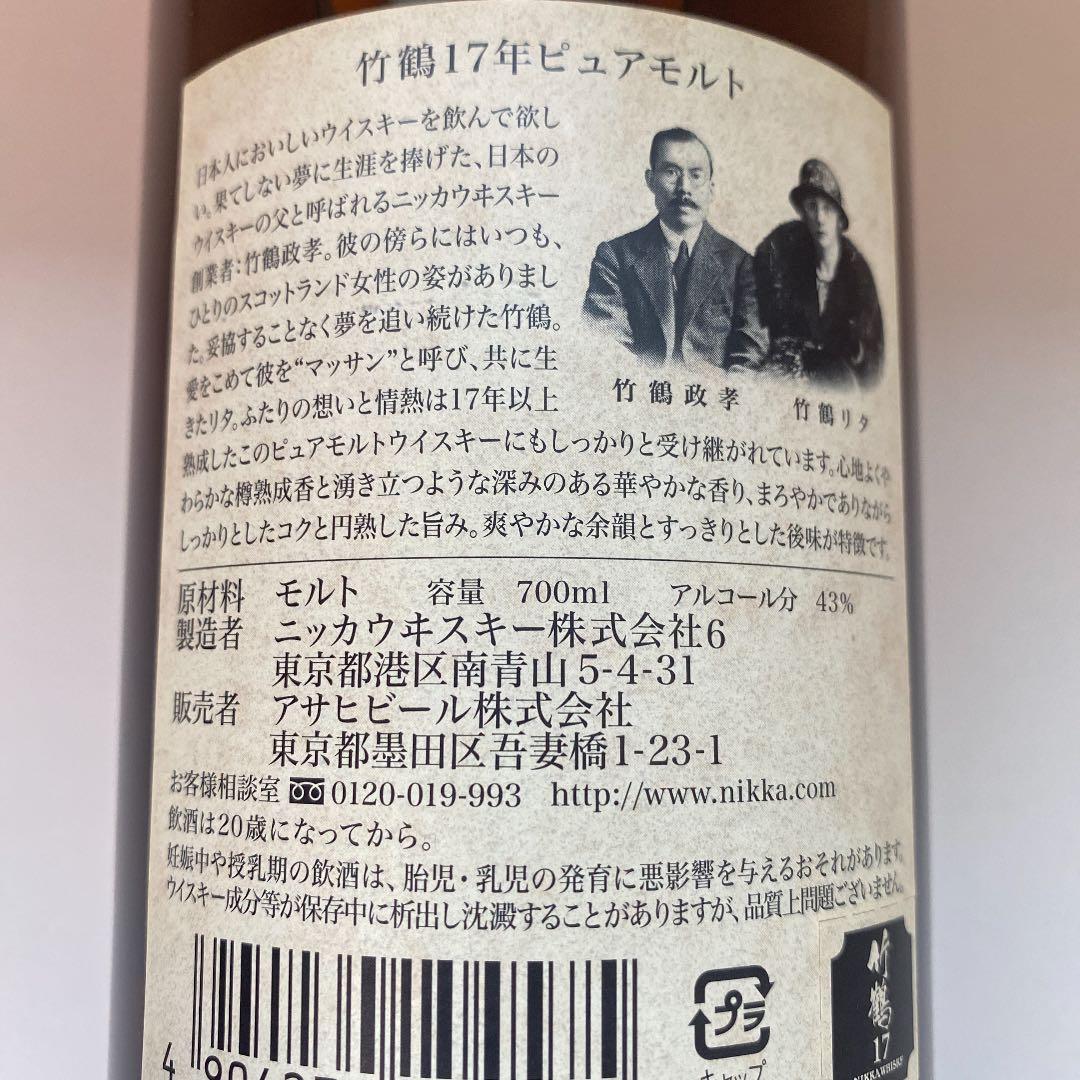 竹鶴17年ピュアモルト
日本人においしいウイスキーを飲んで欲し
い。果てしない夢に生涯を捧げた、日本の
ウイスキーの父と呼ばれるニッカウヰスキー
創業者：竹鶴政孝。彼の傍らにはいつも、
ひとりのスコットランド女性の姿がありまし
た。妥協することなく夢を追い続けた竹鶴。
愛をこめて彼を“マッサン”と呼び、共に生
きたリタ。ふたりの想いと情熱は17年以上
熟成したこのピュアモルトウイスキーにもしっかりと受け継がれています。心地よくや
わらかな樽熟成香と湧き立つような深みのある華やかな香り、まろやかでありながら
しっかりとしたコクと円熟した旨み。爽やかな余韻とすっきりとした後味が特徴です。
竹鶴政孝
竹鶴リタ
原材料 モルト 容量 700ml アルコール分 43%
製造者 ニッカウヰスキー株式会社6
東京都港区南青山5-4-31
販売者 アサヒビール株式会社
東京都墨田区吾妻橋1-23-1
お客様相談室 0120-019-993 http://www.nikka.com
飲酒は20歳になってから。
妊娠中や授乳期の飲酒は、胎児・乳児の発育に悪影響を与えるおそれがあります。
ウイスキー成分等が保存中に析出し沈澱することがありますが、品質上問題ございません。
プラ
キャップ
竹鶴
17
NIKKA WHISKY